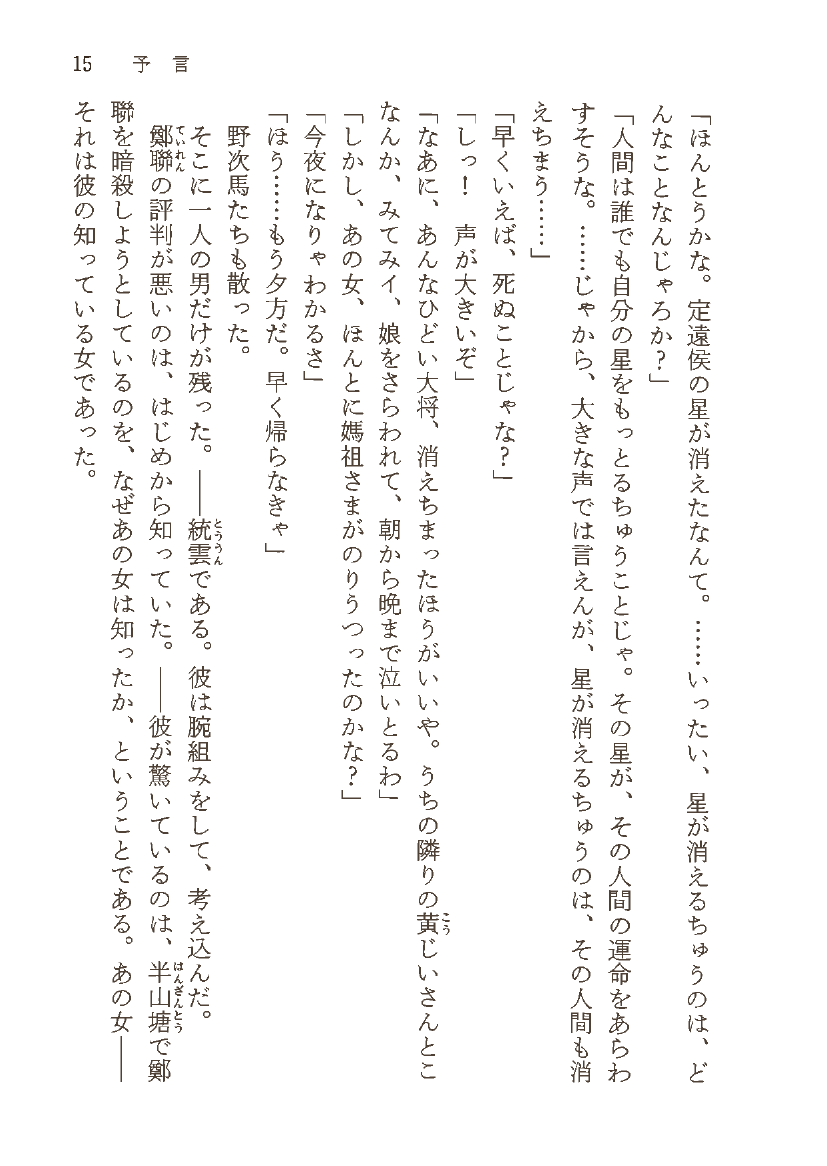 15　予言
「ほんとうかな。定遠侯の星が消えたなんて。……いったい、星が消えるちゅうのは、ど
んなことなんじゃろか？」
「人間は誰でも自分の星をもっとるちゅうことじゃ。その星が、その人間の運命をあらわ
すそうな。……じゃから、大きな声では言えんが、星が消えるちゅうのは、その人間も消
えちまう……」
「早くいえば、死ぬことじゃな？」
「しっ！　声が大きいぞ」
「なあに、あんなひどい大将、消えちまったほうがいいや。うちの隣りの黄じいさんとこ
なんか、みてみイ、娘をさらわれて、朝から晩まで泣いとるわ」
「しかし、あの女、ほんとに媽祖さまがのりうつったのかな？」
「今夜になりゃわかるさ」
「ほう……もう夕方だ。早く帰らなきゃ」
　野次馬たちも散った。
　そこに一人の男だけが残った。――統雲である。彼は腕組みをして、考え込んだ。
　鄭聯の評判が悪いのは、はじめから知っていた。――彼が驚いているのは、半山塘で鄭
聯を暗殺しようとしているのを、なぜあの女は知ったか、ということである。あの女――
それは彼の知っている女であった。